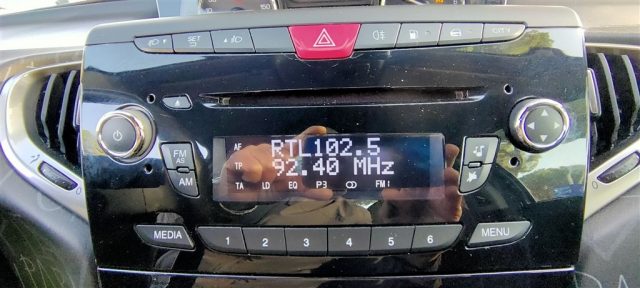 SET
CITY
FM
AS
AM
AF
TP
RTL102.5
92.40 MHz
TA LD EQ P3 FM1
MEDIA
1 2 3 4 5 6
MENU